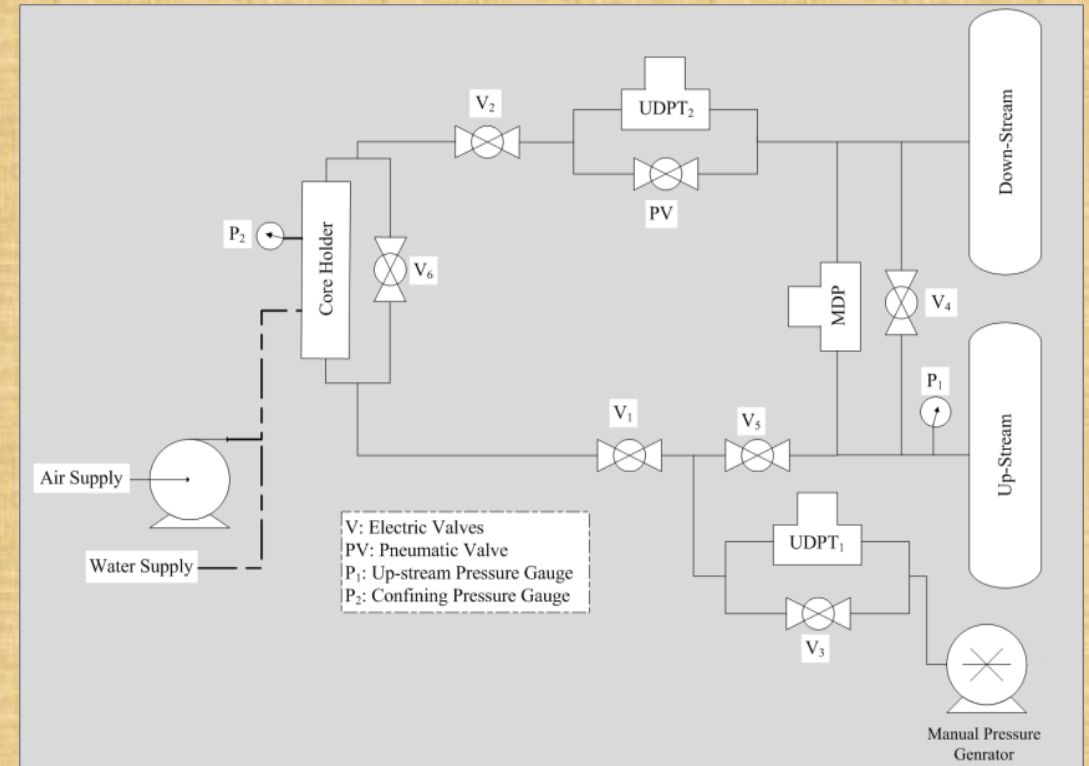 V₂
UDPT₂
Down-Stream
PV
P₂
Core Holder
V₆
MDP
V₄
P₁
V₁
V₅
Up-Stream
Air Supply
UDPT₁
V: Electric Valves
PV: Pneumatic Valve
P₁: Up-stream Pressure Gauge
P₂: Confining Pressure Gauge
Water Supply
V₃
Manual Pressure
Genrator